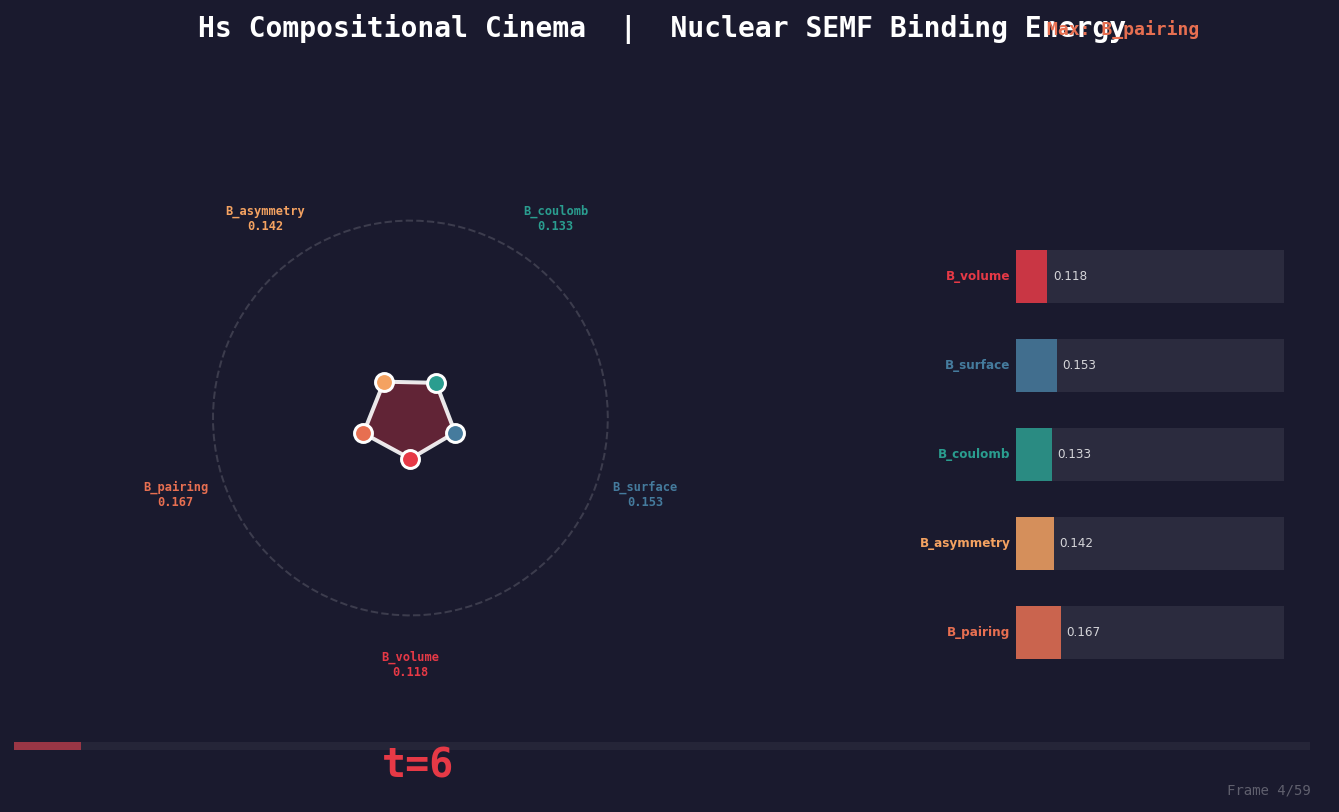 Hs Compositional Cinema | Nuclear SEMF Binding Energy
Max: B_pairing
B_asymmetry
0.142
B_coulomb
0.133
B_pairing
0.167
B_surface
0.153
B_volume
0.118
B_volume 0.118
B_surface 0.153
B_coulomb 0.133
B_asymmetry 0.142
B_pairing 0.167
t=6
Frame 4/59